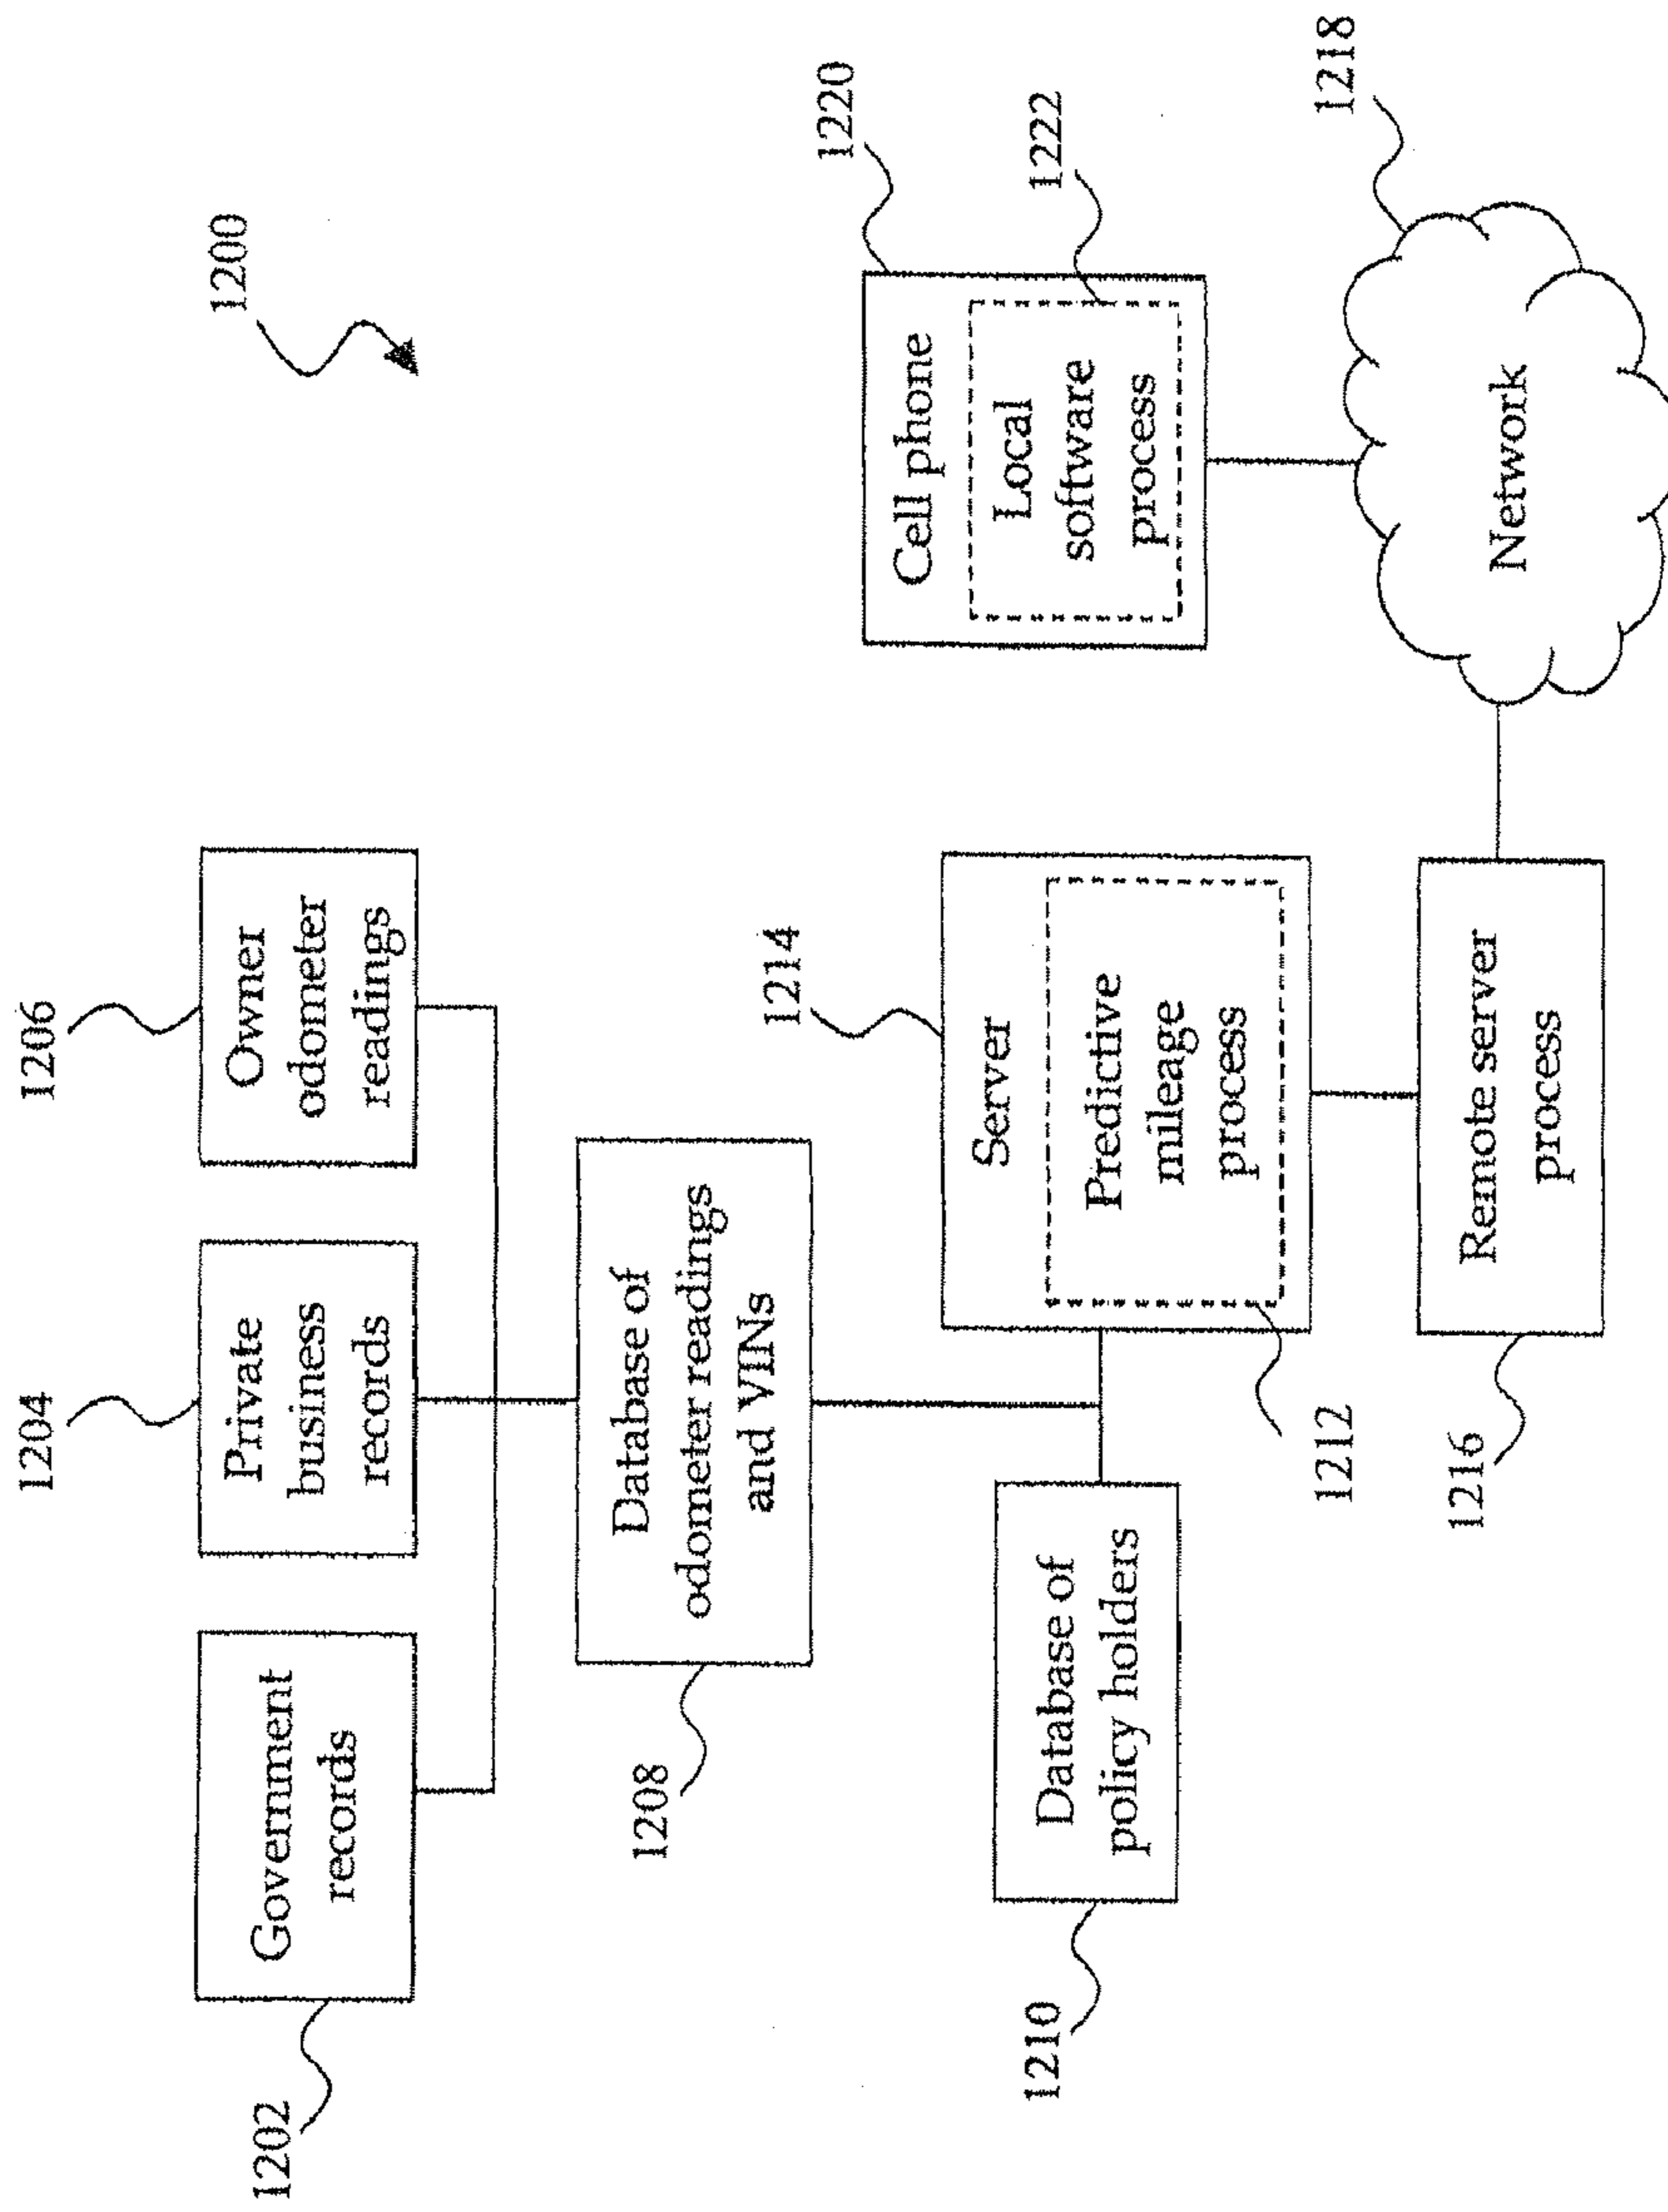 1200
1202
Government
records
1204
Private
business
records
1206
Owner
odometer
readings
1208
Database of
odometer readings
and VINs
1210
Database of
policy holders
1214
Server
Predictive
mileage
process
1212
1216
Remote server
process
1220
Cell phone
Local
software
process
1222
1218
Network